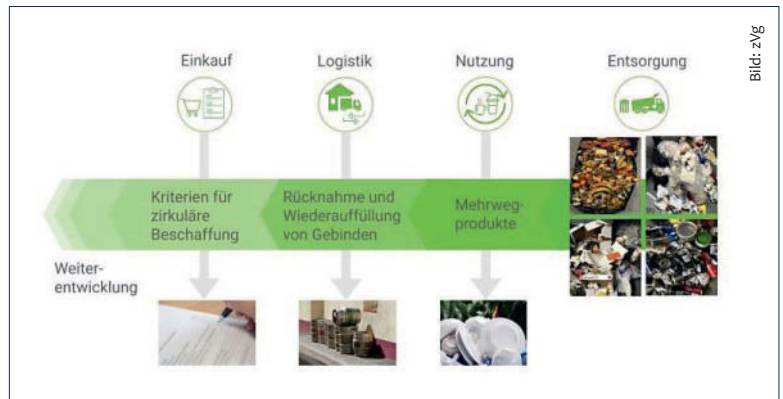 Einkauf
Logistik
Nutzung
Entsorgung
Bild: zVg
Kriterien für
zirkuläre
Beschaffung
Rücknahme und
Wiederauffüllung
von Gebinden
Mehrweg-
produkte
Weiter-
entwicklung